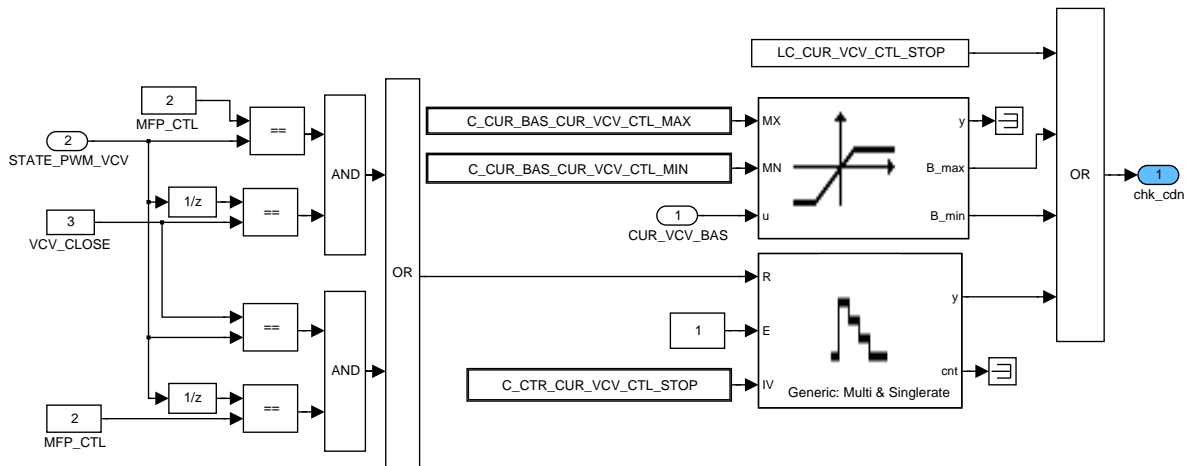 LC_CUR_VCV_CTL_STOP
2
MFP_CTL
==
2
STATE_PWM_VCV
AND
1/z
==
3
VCV_CLOSE
OR
==
AND
1/z
==
2
MFP_CTL
C_CUR_BAS_CUR_VCV_CTL_MAX
C_CUR_BAS_CUR_VCV_CTL_MIN
1
CUR_VCV_BAS
MX
MN
u
y
B_max
B_min
1
C_CTR_CUR_VCV_CTL_STOP
R
E
IV
y
cnt
Generic: Multi & Singlerate
OR
1
chk_cdn